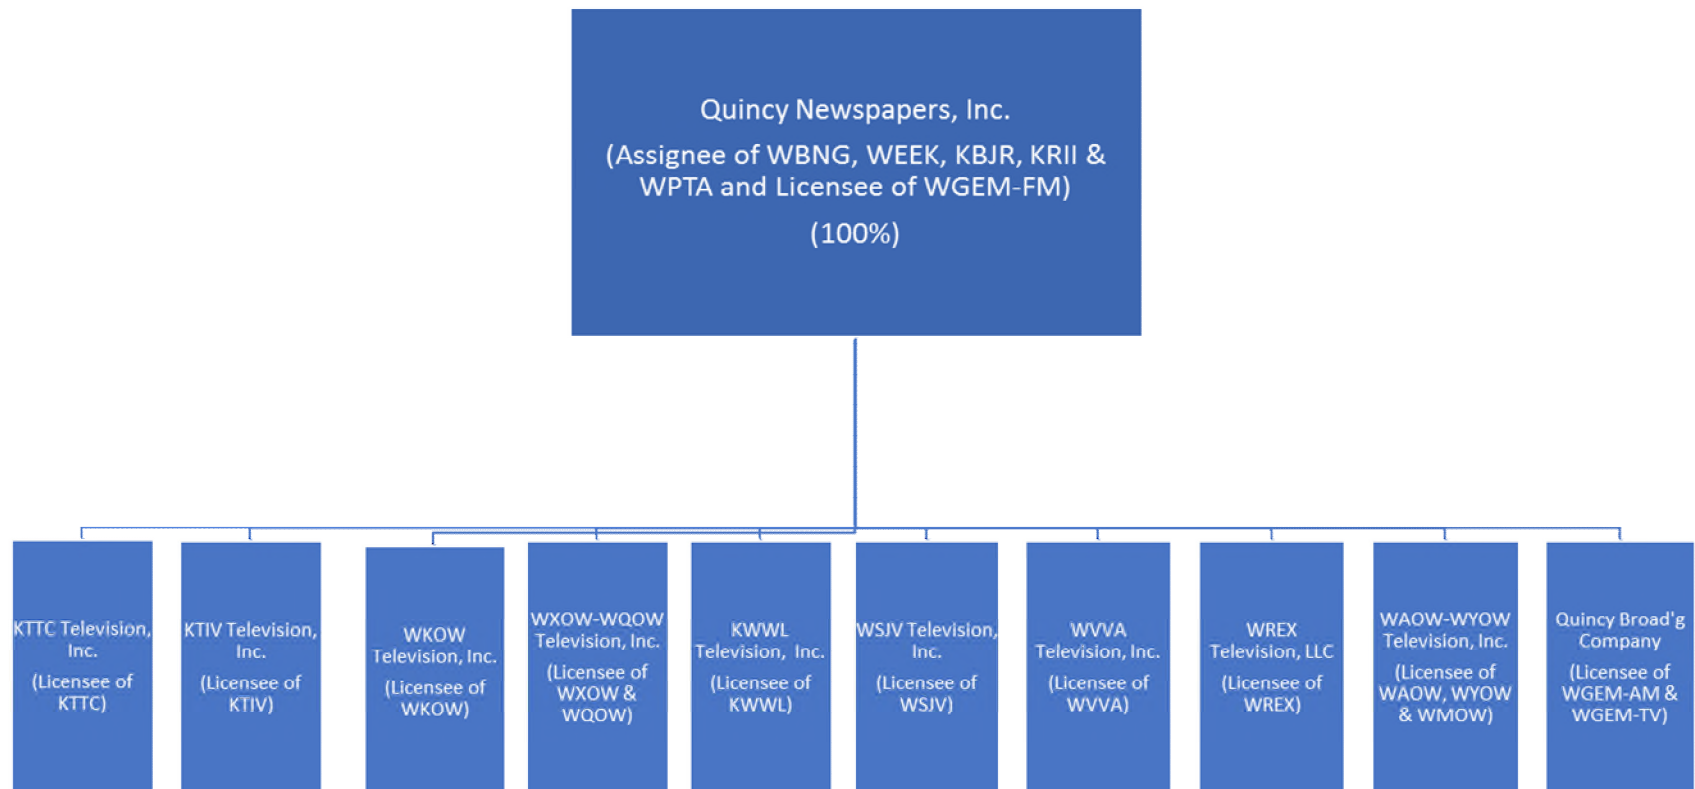 Quincy Newspapers, Inc.
(Assignee of WBNG, WEEK, KBJR, KRII &
WPTA and Licensee of WGEM-FM)
(100%)
KTTC Television,
Inc.
(Licensee of
KTTC)
KTIV Television,
Inc.
(Licensee of
KTIV)
WKOW
Television, Inc.
(Licensee of
WKOW)
WXOW-WQOW
Television, Inc.
(Licensee of
WXOW &
WQOW)
KWWL
Television, Inc.
(Licensee of
KWWL)
WSJV Television,
Inc.
(Licensee of
WSJV)
WVVA
Television, Inc.
(Licensee of
WVVA)
WREX
Television, LLC
(Licensee of
WREX)
WAOW-WYOW
Television, Inc.
(Licensee of
WAOW, WYOW
& WMOW)
Quincy Broad'g
Company
(Licensee of
WGEM-AM &
WGEM-TV)